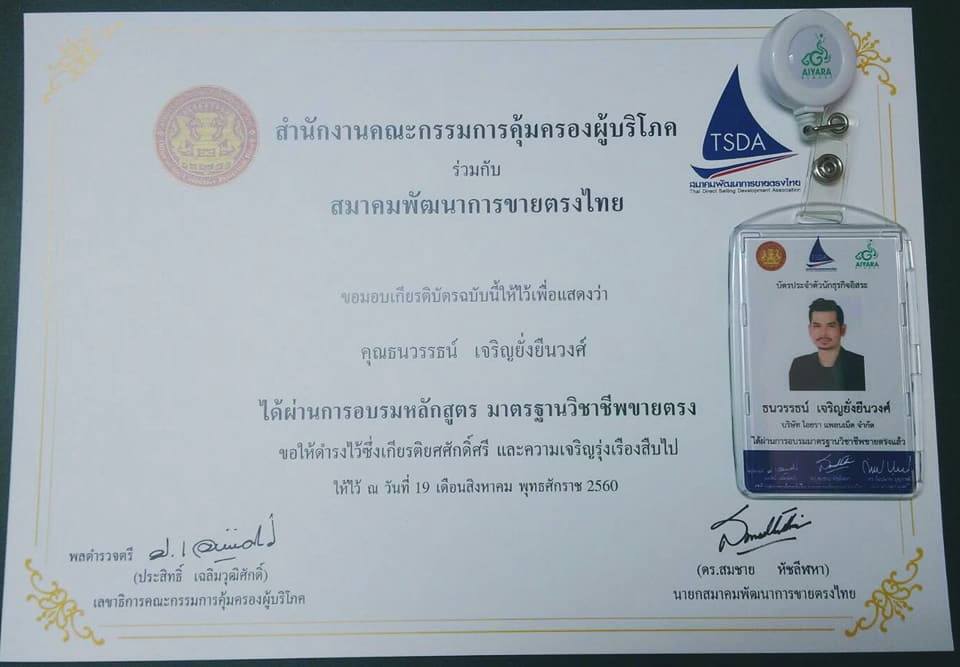 สำนักงานคณะกรรมการคุ้มครองผู้บริโภค
ร่วมกับ
สมาคมพัฒนาการขายตรงไทย
TSDA
สมาคมพัฒนาการขายตรงไทย
Thai Direct Selling Development Association
AIYARA
ขอมอบเกียรติบัตรฉบับนี้ให้ไว้เพื่อแสดงว่า
คุณธนวรรธน์ เจริญยั่งยืนวงศ์
ได้ผ่านการอบรมหลักสูตร มาตรฐานวิชาชีพขายตรง
ขอให้ดำรงไว้ซึ่งเกียรติยศศักดิ์ศรี และความเจริญรุ่งเรืองสืบไป
ให้ไว้ ณ วันที่ 19 เดือนสิงหาคม พุทธศักราช 2560
พลตำรวจตรี
(ประสิทธิ์ เฉลิมวุฒิศักดิ์)
เลขาธิการคณะกรรมการคุ้มครองผู้บริโภค
(ดร.สมชาย หัชลีฬหา)
นายกสมาคมพัฒนาการขายตรงไทย
TSDA
AIYARA
บัตรประจำตัวนักธุรกิจอิสระ
ธนวรรธน์ เจริญยั่งยืนวงศ์
บริษัท ไอยรา แพลนเน็ต จำกัด
ได้ผ่านการอบรมมาตรฐานวิชาชีพขายตรงแล้ว